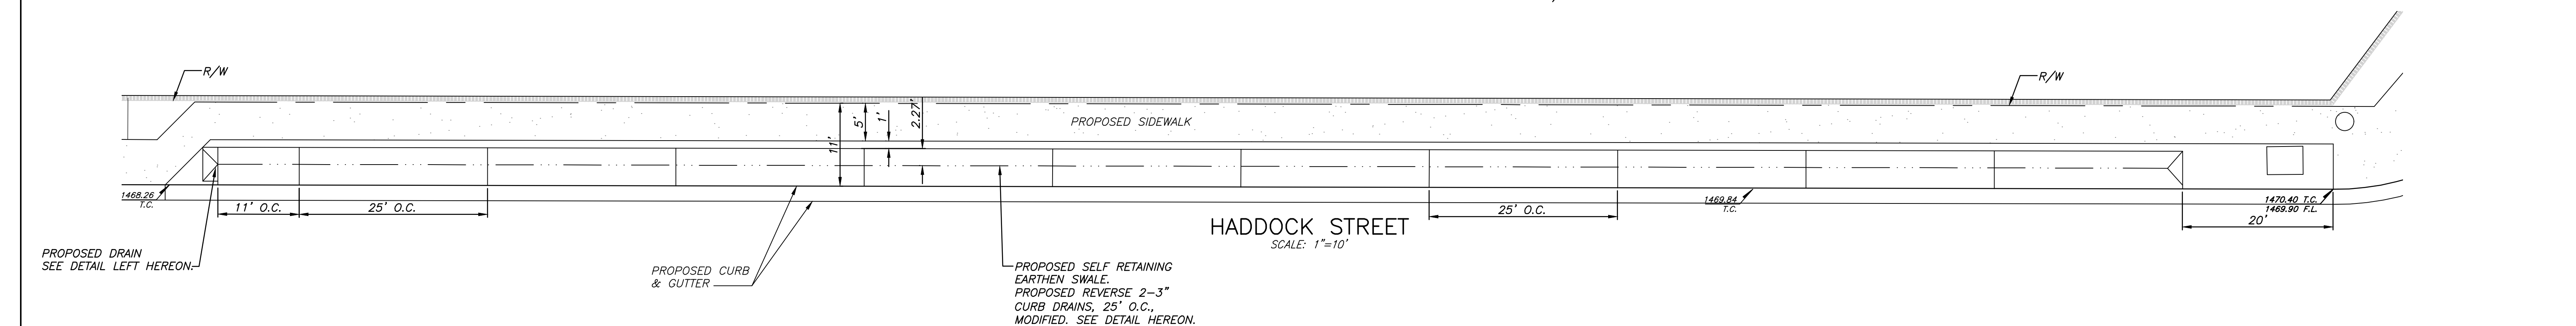 R/W
R/W
11'
5'
1'
2.27'
PROPOSED SIDEWALK
1468.26
T.C.
11' O.C.
25' O.C.
25' O.C.
1469.84
T.C.
1470.40 T.C.
1469.90 F.L.
20'
HADDOCK STREET
SCALE: 1"=10'
PROPOSED DRAIN
SEE DETAIL LEFT HEREON.
PROPOSED CURB
& GUTTER
PROPOSED SELF RETAINING
EARTHEN SWALE.
PROPOSED REVERSE 2-3"
CURB DRAINS, 25' O.C.,
MODIFIED. SEE DETAIL HEREON.